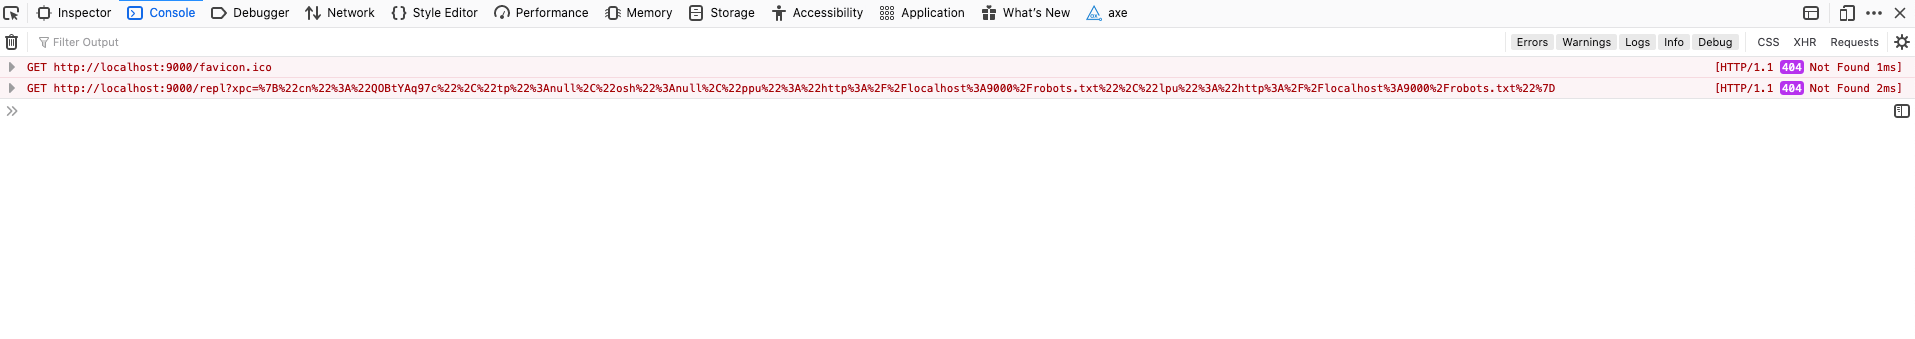 Inspector Console Debugger Network Style Editor Performance Memory Storage Accessibility Application What's New axe
Filter Output Errors Warnings Logs Info Debug CSS XHR Requests
GET http://localhost:9000/favicon.ico [HTTP/1.1 404 Not Found 1ms]
GET http://localhost:9000/repl?xpc=%7B%22cn%22%3A%22QOBtYAq97c%22%2C%22tp%22%3Anull%2C%22osh%22%3Anull%2C%22ppu%22%3A%22http%3A%2F%2Flocalhost%3A9000%2Frobots.txt%22%2C%22lpu%22%3A%22http%3A%2F%2Flocalhost%3A9000%2Frobots.txt%22%7D [HTTP/1.1 404 Not Found 2ms]